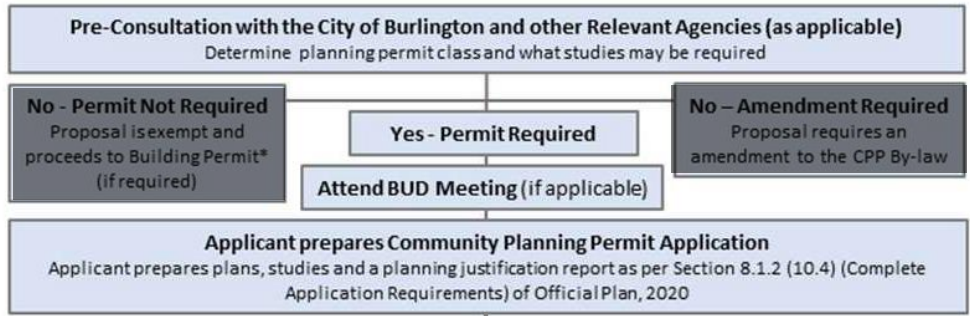 Pre-Consultation with the City of Burlington and other Relevant Agencies (as applicable)
Determine planning permit class and what studies may be required
No - Permit Not Required
Proposal is exempt and
proceeds to Building Permit*
(if required)
Yes - Permit Required
No – Amendment Required
Proposal requires an
amendment to the CPP By-law
Attend BUD Meeting (if applicable)
Applicant prepares Community Planning Permit Application
Applicant prepares plans, studies and a planning justification report as per Section 8.1.2 (10.4) (Complete
Application Requirements) of Official Plan, 2020